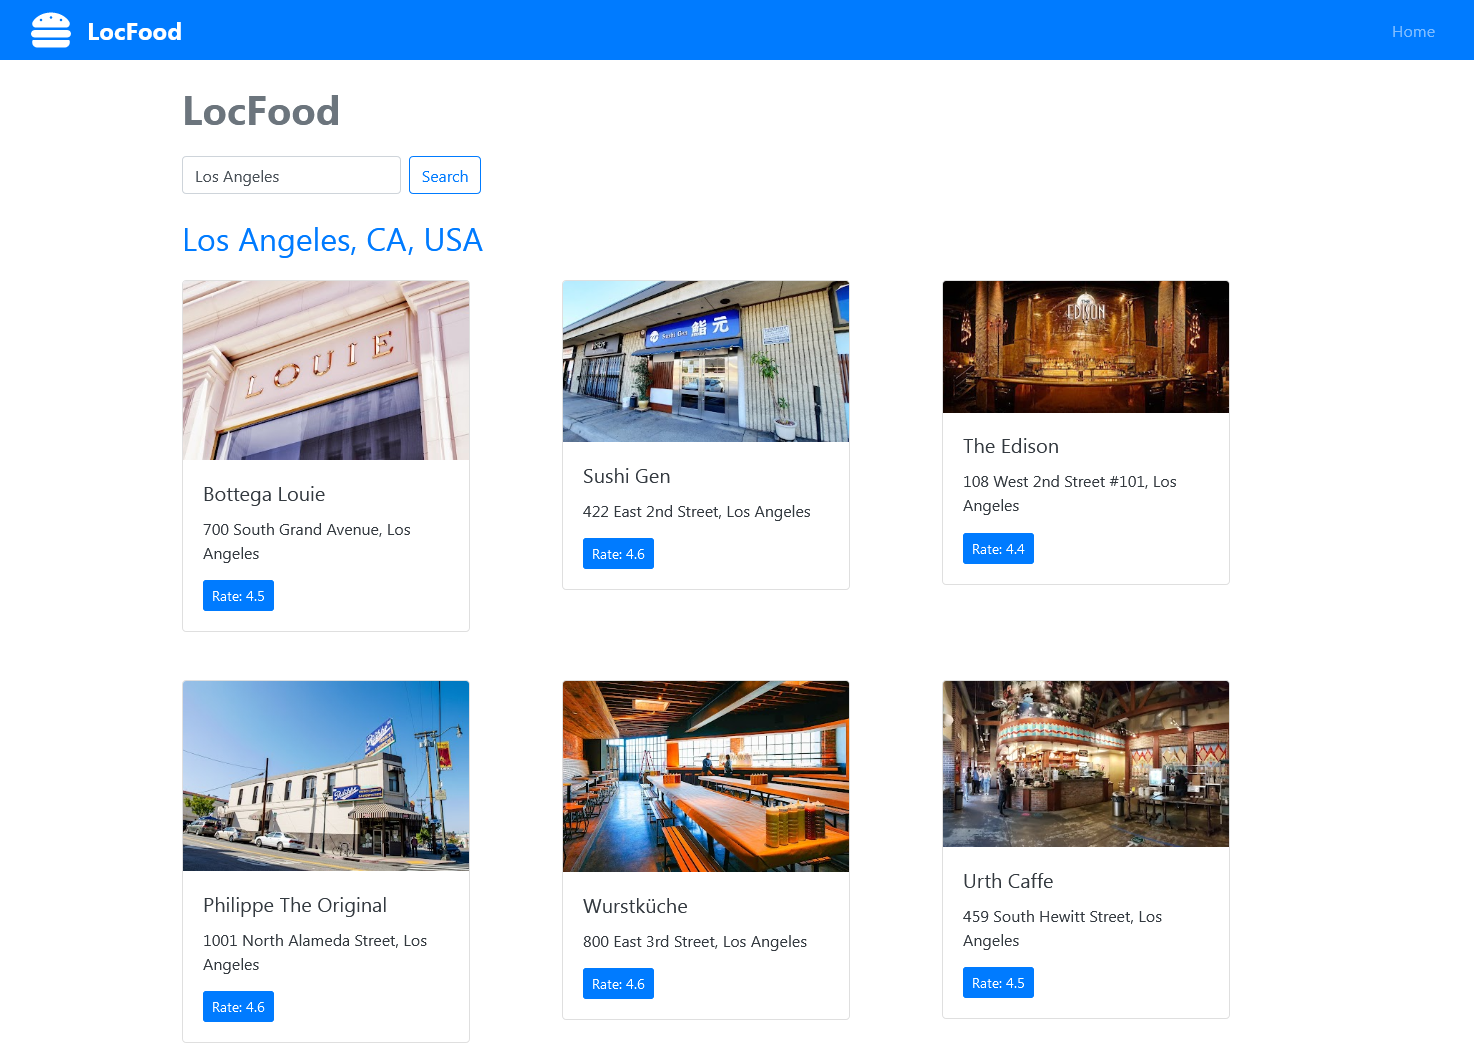 LocFood
Home
LocFood
Los Angeles
Search
Los Angeles, CA, USA
LOUIE
Bottega Louie
700 South Grand Avenue, Los
Angeles
Rate: 4.5
Sushi Gen 鮨元
Sushi Gen
422 East 2nd Street, Los Angeles
Rate: 4.6
THE
EDISON
The Edison
108 West 2nd Street #101, Los
Angeles
Rate: 4.4
Philippe The Original
1001 North Alameda Street, Los
Angeles
Rate: 4.6
Wurstküche
800 East 3rd Street, Los Angeles
Rate: 4.6
Urth Caffe
459 South Hewitt Street, Los
Angeles
Rate: 4.5